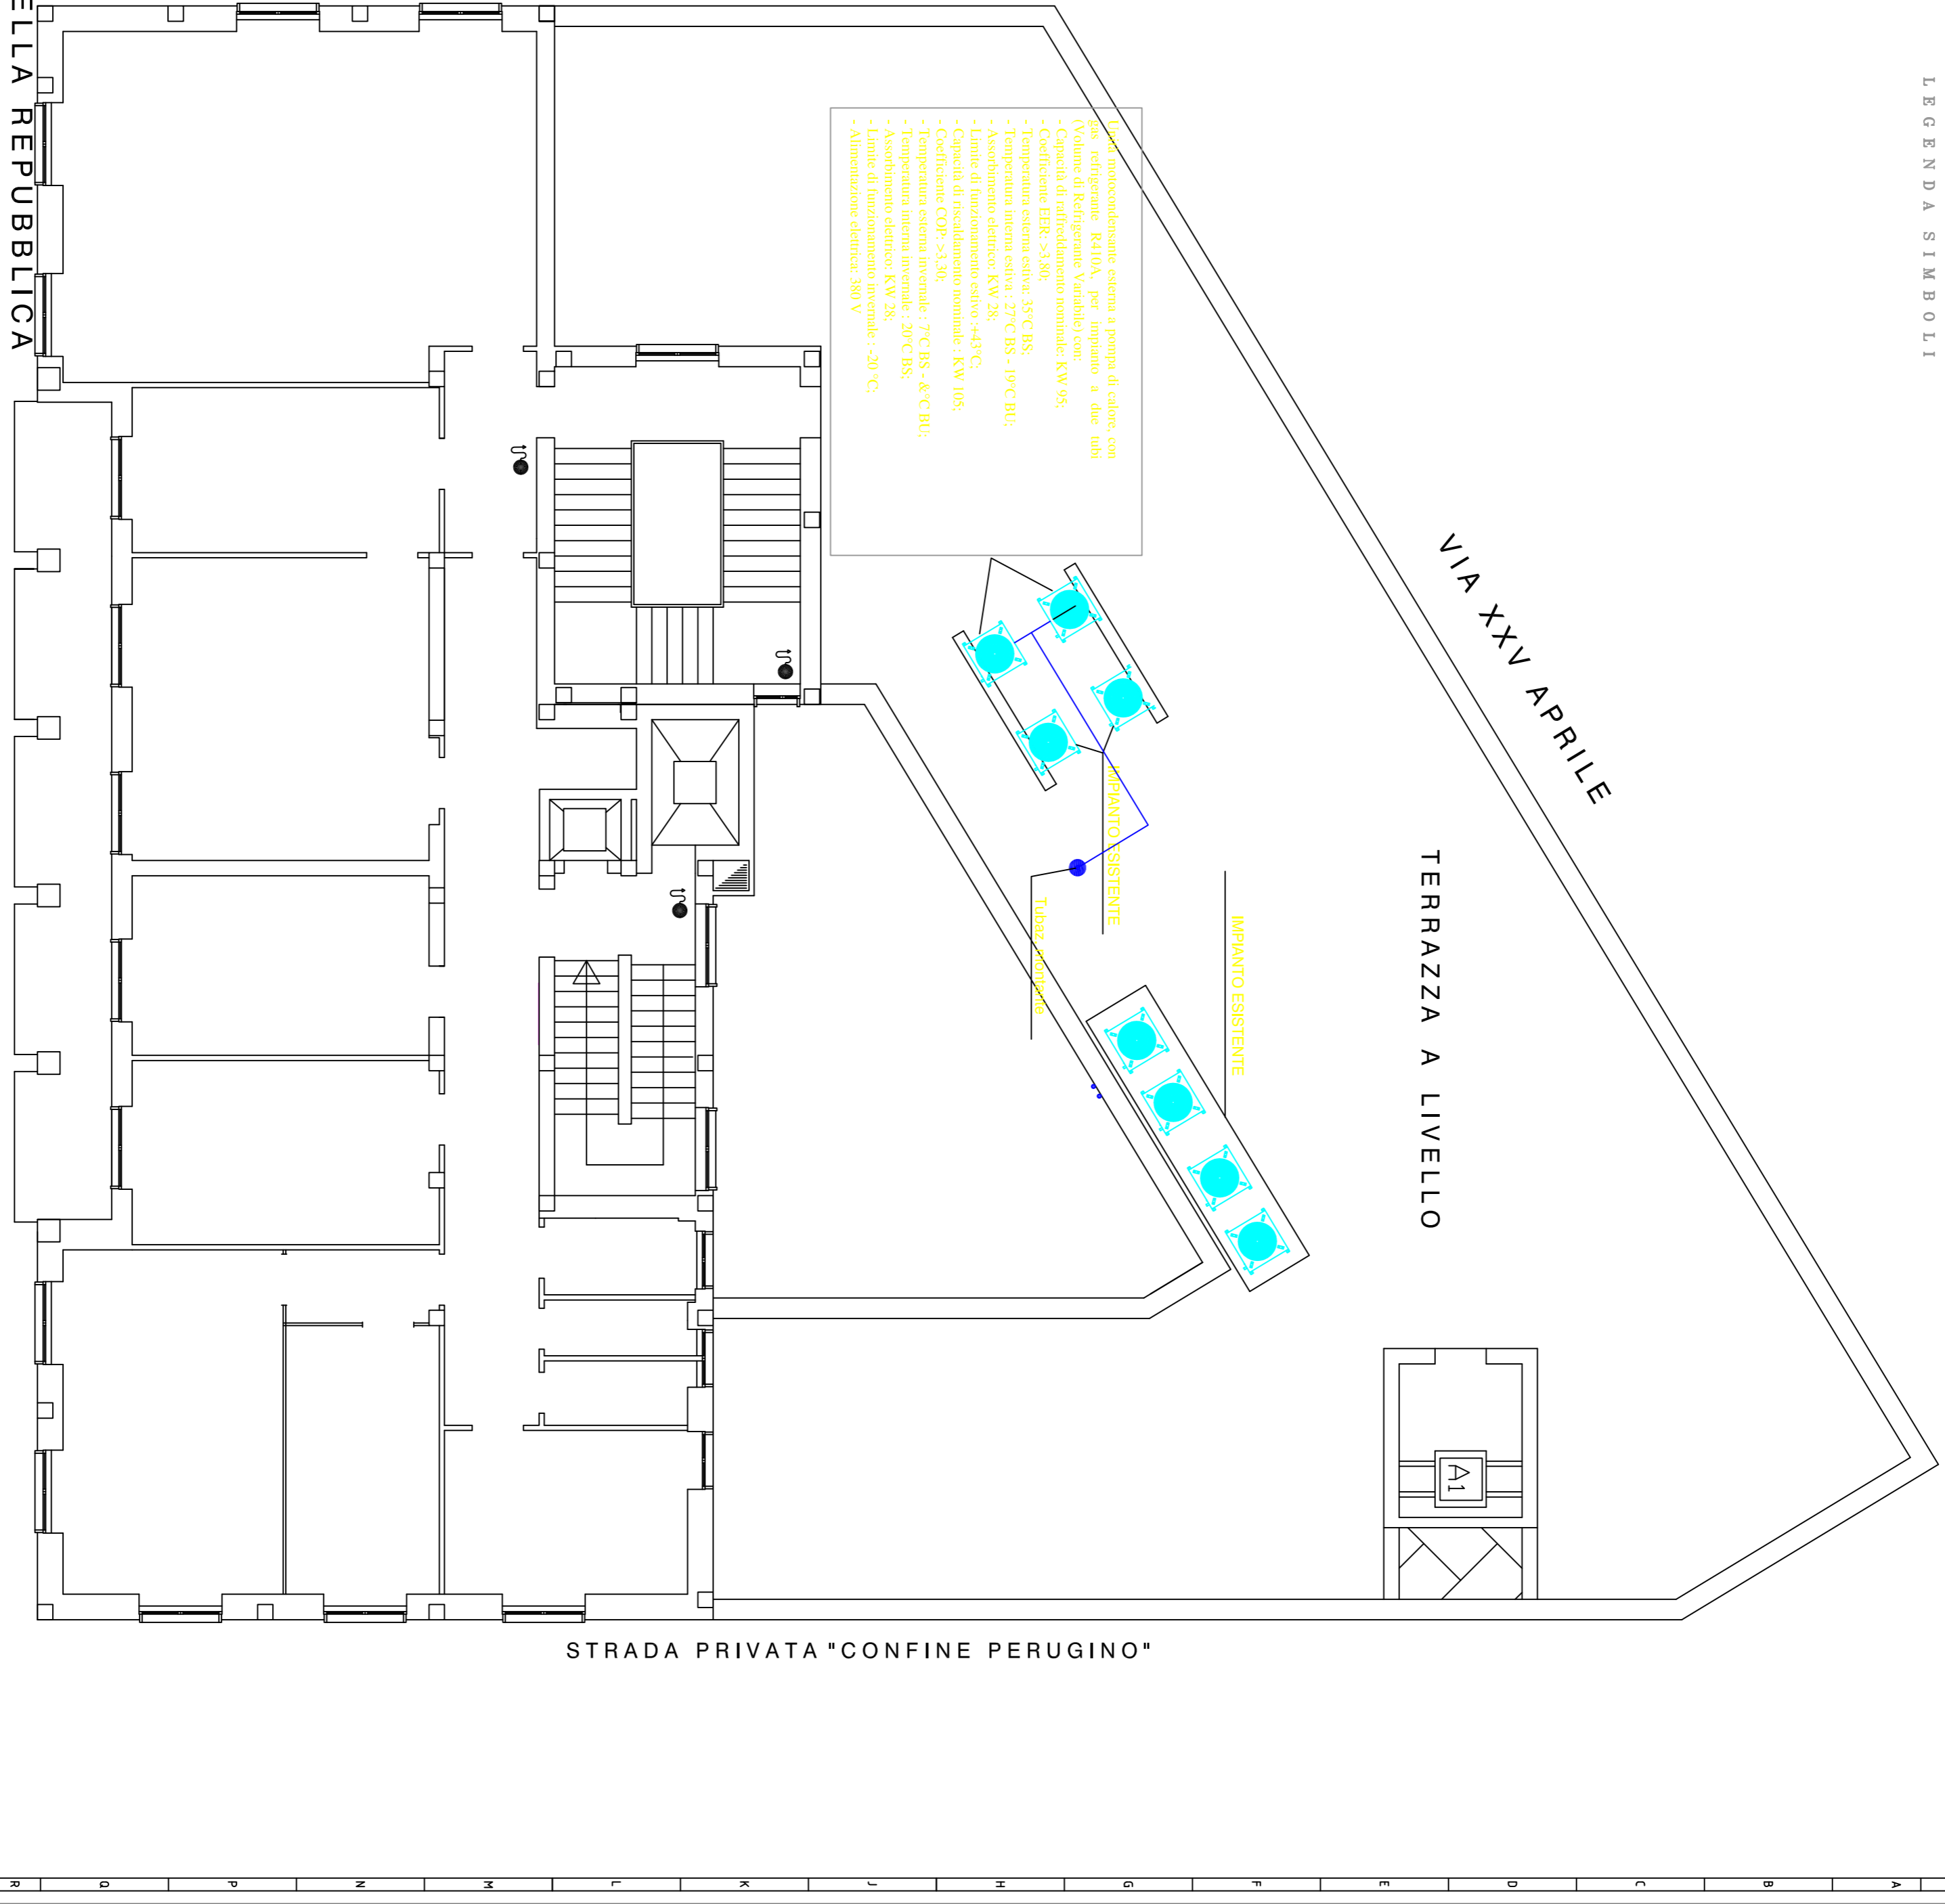 LEGENDA SIMBOLI
ELLA REPUBBLICA
Unità motocondensante esterna a pompa di calore, con
gas refrigerante R410A, per impianto a due tubi
(Volume di Refrigerante Variabile) con:
- Capacità di raffreddamento nominale: KW 95;
- Coefficiente EER: >3,80;
- Temperatura esterna estiva: 35°C BS;
- Temperatura interna estiva : 27°C BS - 19°C BU;
- Assorbimento elettrico: KW 28;
- Limite di funzionamento estivo :+43°C;
- Capacità di riscaldamento nominale : KW 105;
- Coefficiente COP: >3,30;
- Temperatura esterna invernale : 7°C BS - 8°C BU;
- Temperatura interna invernale : 20°C BS;
- Assorbimento elettrico: KW 28;
- Limite di funzionamento invernale : -20 °C;
- Alimentazione elettrica: 380 V
VIA XXV APRILE
TERRAZZA A LIVELLO
IMPIANTO ESISTENTE
IMPIANTO ESISTENTE
Tubaz. montante
A1
STRADA PRIVATA "CONFINE PERUGINO"
R Q P N M L K J H G F E D C B A